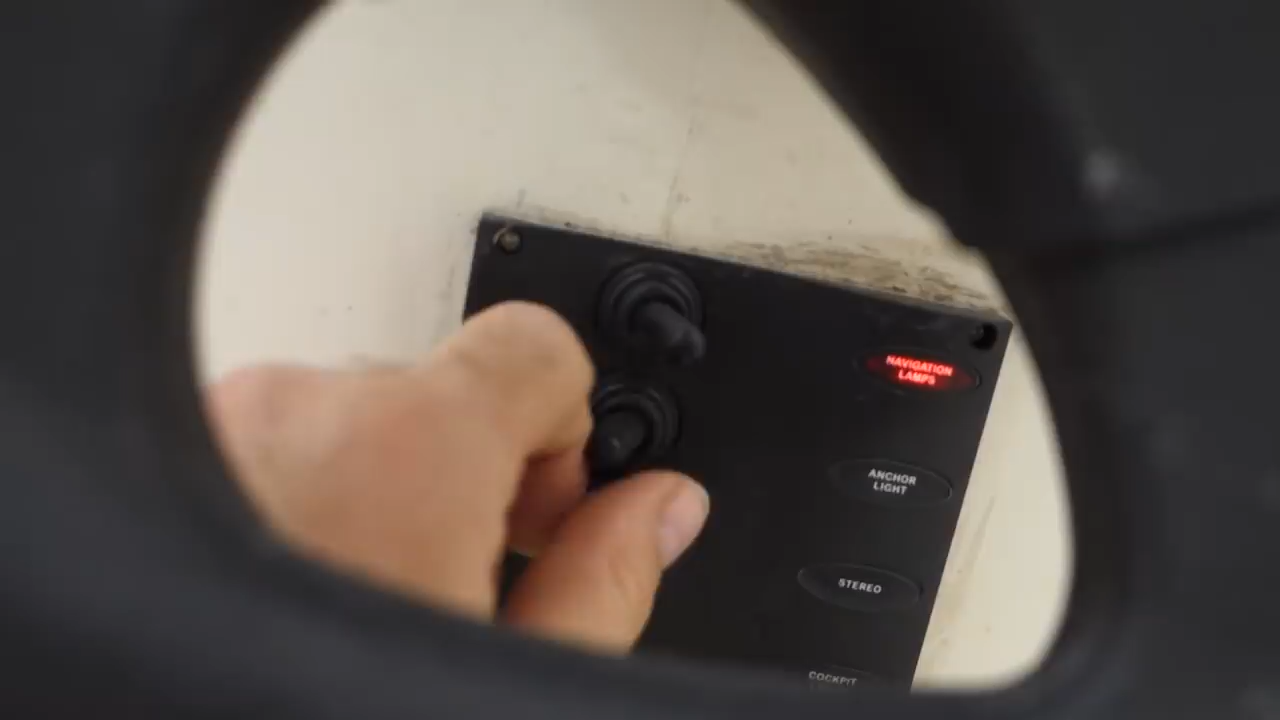 NAVIGATION
LAMPS
ANCHOR
LIGHT
STEREO
COCKPIT